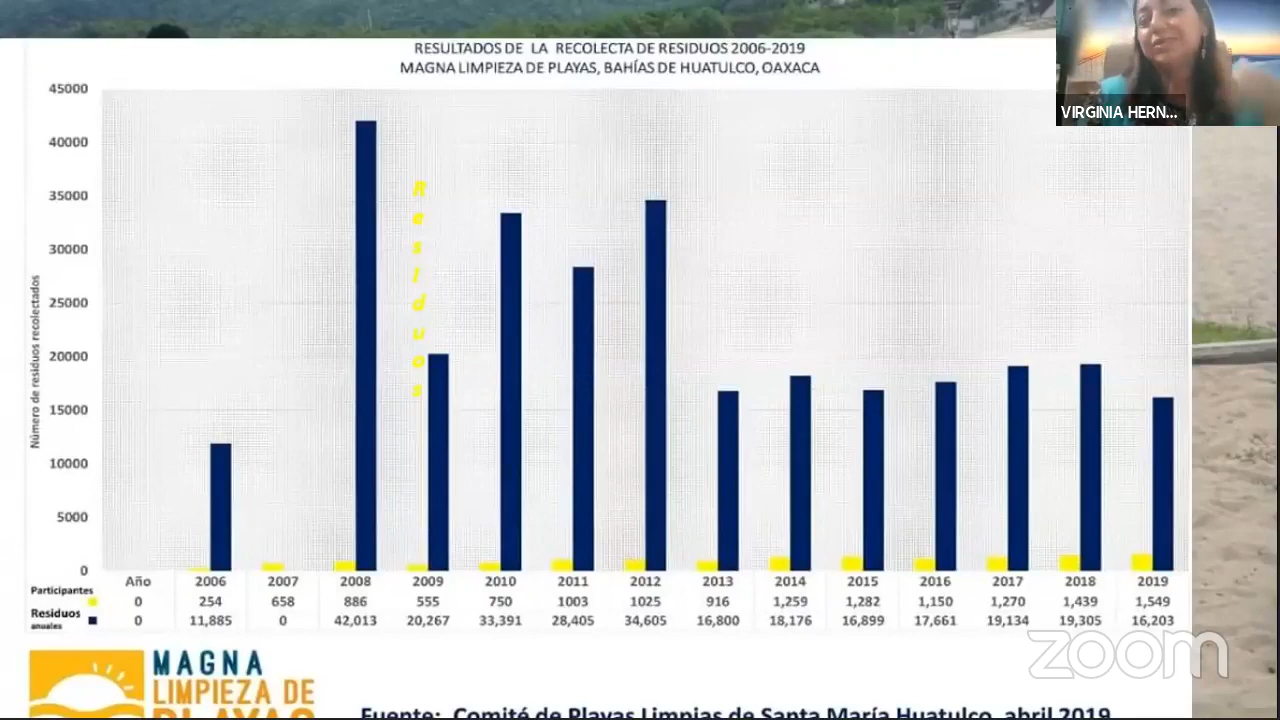 RESULTADOS DE LA RECOLECTA DE RESIDUOS 2006-2019
MAGNA LIMPIEZA DE PLAYAS, BAHÍAS DE HUATULCO, OAXACA
VIRGINIA HERN...
45000
40000
35000
30000
25000
20000
15000
10000
5000
0
Número de residuos recolectados
Residuos
Año 2006 2007 2008 2009 2010 2011 2012 2013 2014 2015 2016 2017 2018 2019
Participantes 0 254 658 886 555 750 1003 1025 916 1,259 1,282 1,150 1,270 1,439 1,549
Residuos anuales 0 11,885 0 42,013 20,267 33,391 28,405 34,605 16,800 18,176 16,899 17,661 19,134 19,305 16,203
zoom
MAGNA
LIMPIEZA DE
PLAYAS
Fuente: Comité de Playas Limpias de Santa María Huatulco, abril 2019